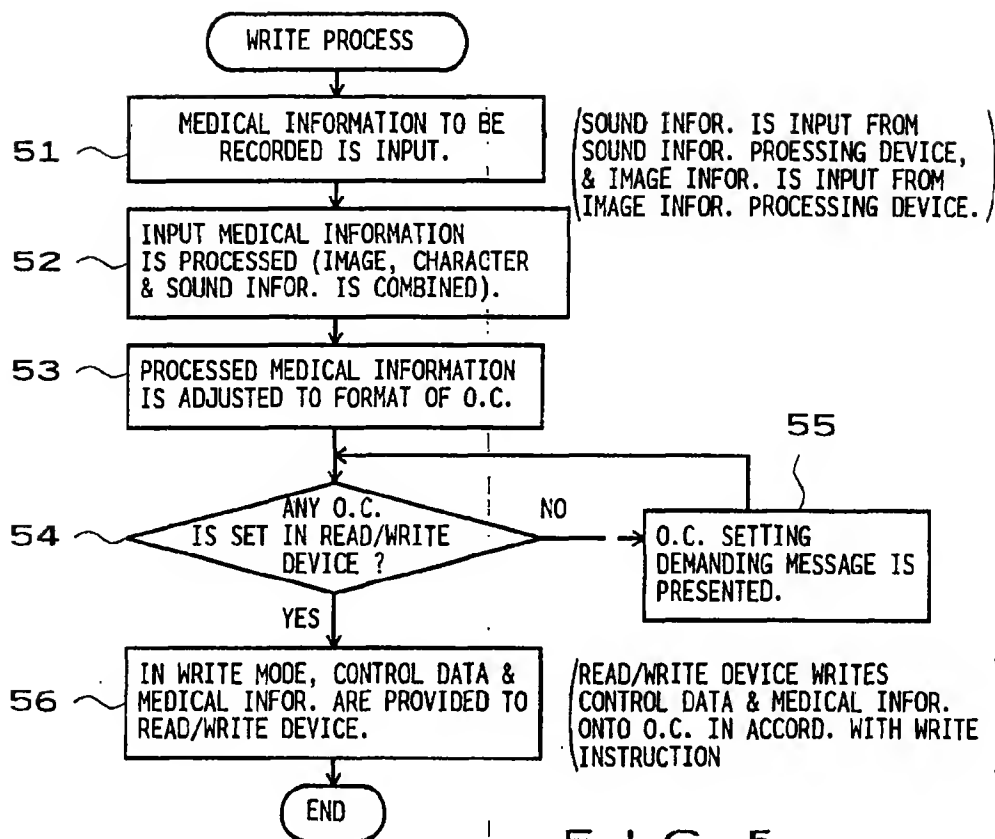 WRITE PROCESS
51
MEDICAL INFORMATION TO BE
RECORDED IS INPUT.
(SOUND INFOR. IS INPUT FROM
SOUND INFOR. PROESSING DEVICE,
& IMAGE INFOR. IS INPUT FROM
IMAGE INFOR. PROCESSING DEVICE.)
52
INPUT MEDICAL INFORMATION
IS PROCESSED (IMAGE, CHARACTER
& SOUND INFOR. IS COMBINED).
53
PROCESSED MEDICAL INFORMATION
IS ADJUSTED TO FORMAT OF O.C.
54
ANY O.C.
IS SET IN READ/WRITE
DEVICE ?
NO
55
O.C. SETTING
DEMANDING MESSAGE IS
PRESENTED.
YES
56
IN WRITE MODE, CONTROL DATA &
MEDICAL INFOR. ARE PROVIDED TO
READ/WRITE DEVICE.
(READ/WRITE DEVICE WRITES
CONTROL DATA & MEDICAL INFOR.
ONTO O.C. IN ACCORD. WITH WRITE
INSTRUCTION
END